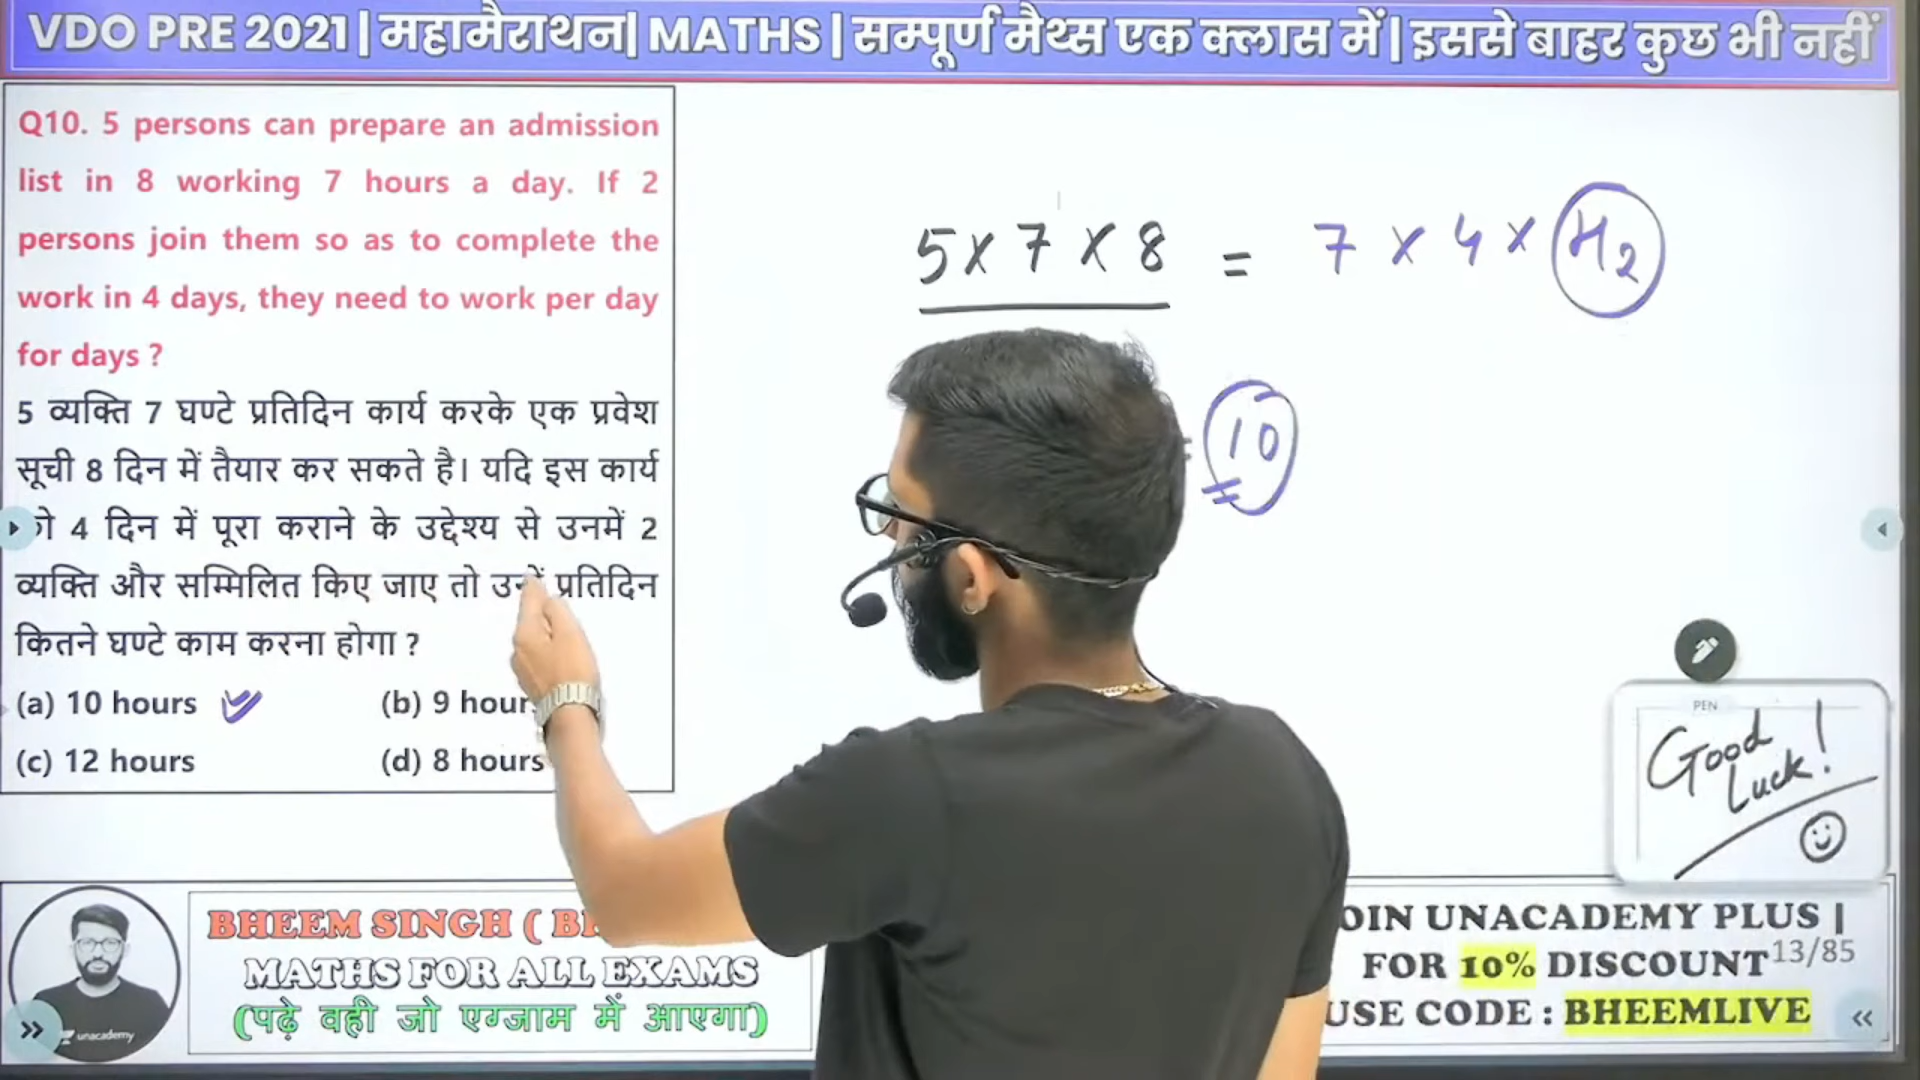 VDO PRE 2021 | महामैराथन| MATHS | सम्पूर्ण मैथ्स एक क्लास में| इससे बाहर कुछ भी नहीं
Q10. 5 persons can prepare an admission
list in 8 working 7 hours a day. If 2
persons join them so as to complete the
work in 4 days, they need to work per day
for days ?
5 व्यक्ति 7 घण्टे प्रतिदिन कार्य करके एक प्रवेश
सूची 8 दिन में तैयार कर सकते है। यदि इस कार्य
4 दिन में पूरा कराने के उद्देश्य से उनमें 2
व्यक्ति और सम्मिलित किए जाए तो प्रतिदिन
कितने घण्टे काम करना होगा ?
(a) 10 hours (b) 9 hour
(c) 12 hours (d) 8 hours
5 x 7 x 8 = 7 x 4 x H2
10
PEN
Good
Luck!
BHEEM SINGH (
MATHS FOR ALL EXAMS
(पढ़े वही जो एग्जाम में आएगा)
unacademy
OIN UNACADEMY PLUS |
FOR 10% DISCOUNT
13/85
USE CODE : BHEEMLIVE